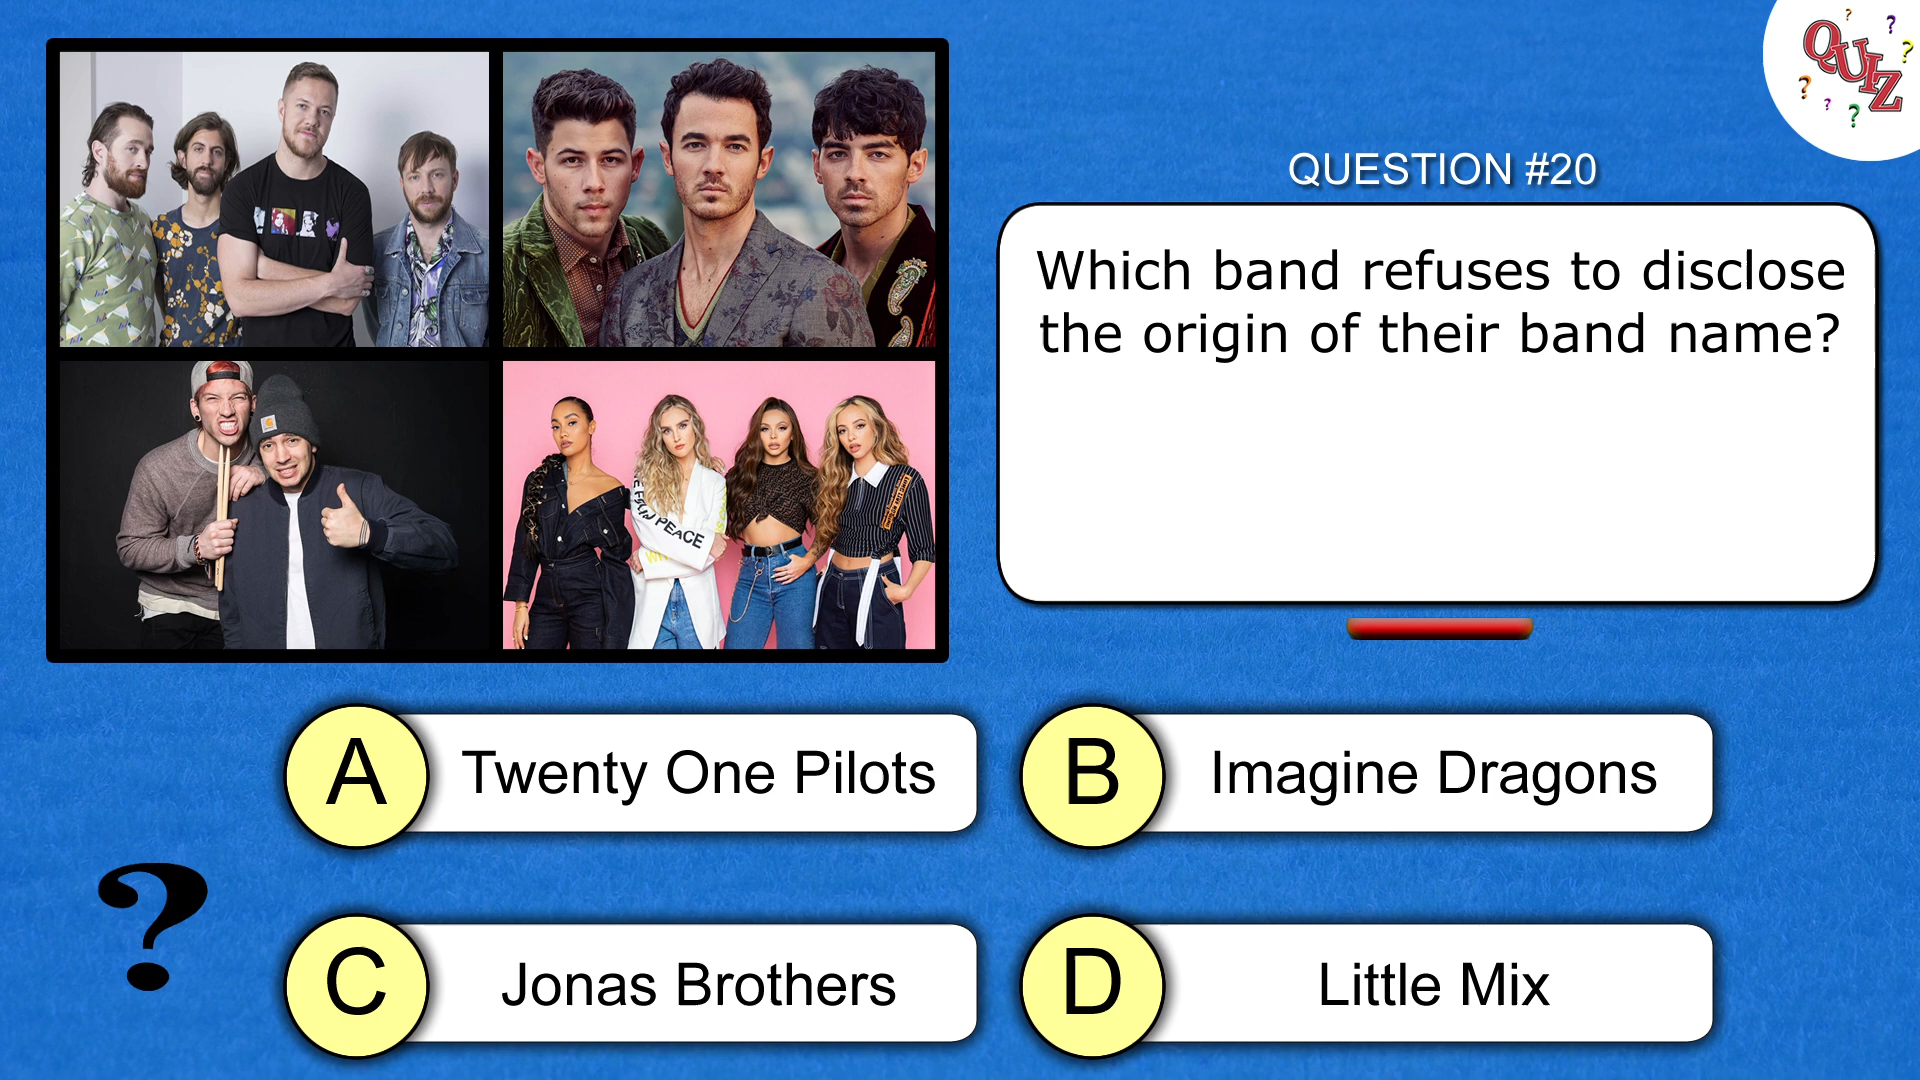 QUIZ
QUESTION #20
Which band refuses to disclose
the origin of their band name?
PEACE
A Twenty One Pilots
B Imagine Dragons
?
C Jonas Brothers
D Little Mix